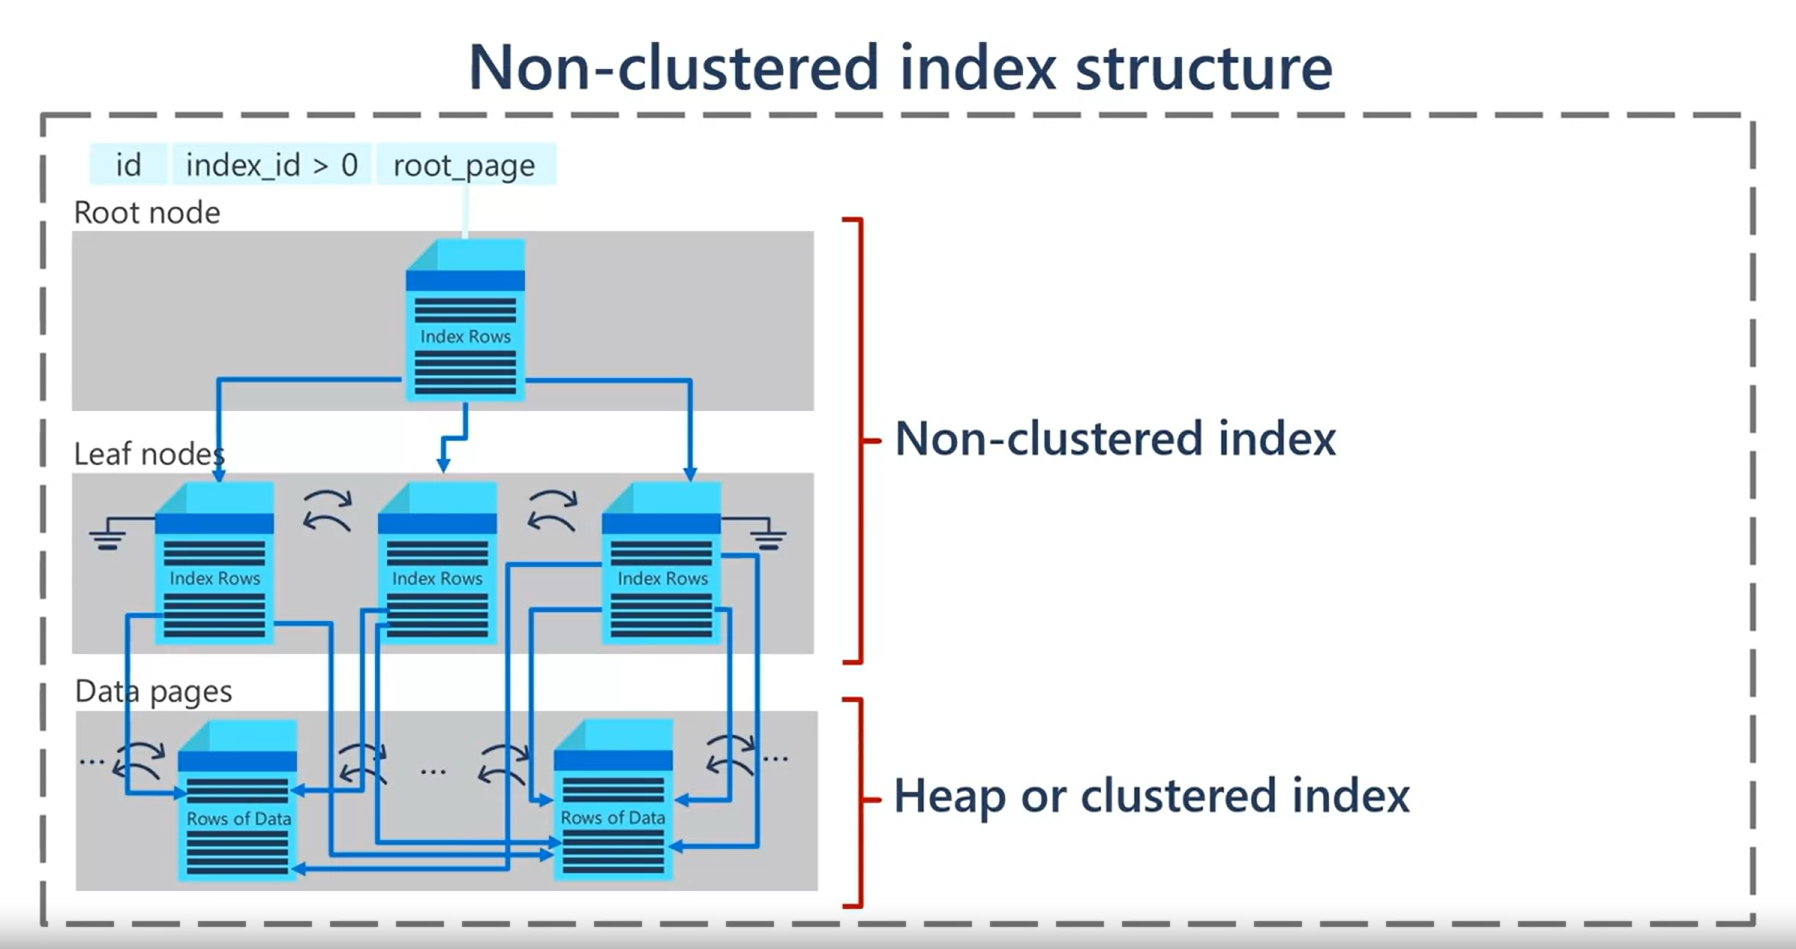 Non-clustered index structure
id index_id > 0 root_page
Root node
Index Rows
Non-clustered index
Leaf nodes
Index Rows Index Rows Index Rows
Data pages
... ... ...
Rows of Data Rows of Data
Heap or clustered index